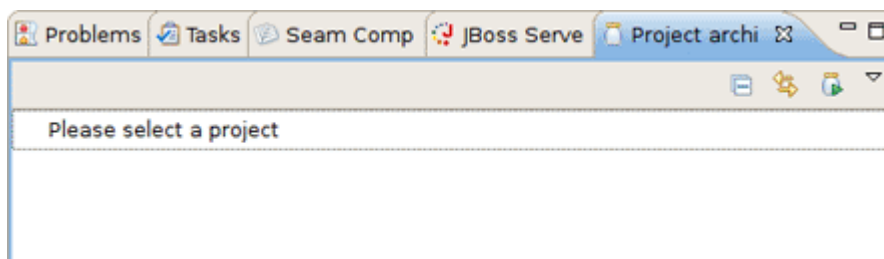 Problems Tasks Seam Comp JBoss Serve Project archi
Please select a project